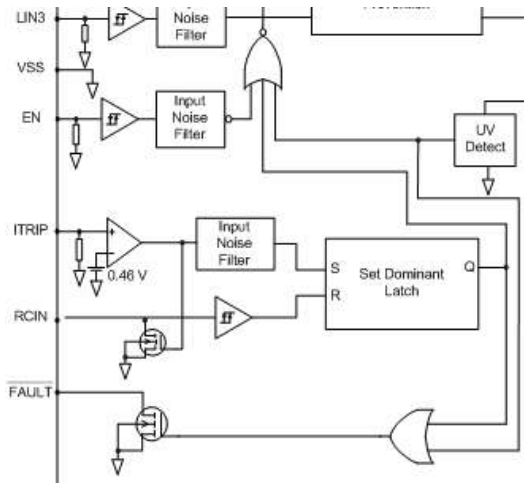 LIN3
Noise
Filter
VSS
EN
Input
Noise
Filter
UV
Detect
ITRIP
+
-
0.46 V
Input
Noise
Filter
S
R
Set Dominant
Latch
Q
RCIN
FAULT